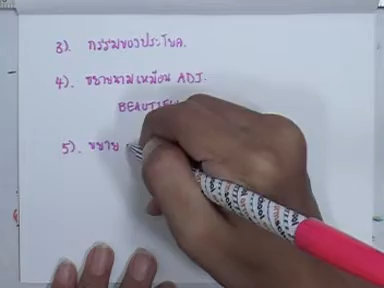 3). กรรมของประโยค.
4). ขยายนามเหมือน ADJ.
BEAUTIFUL
5). ขยาย